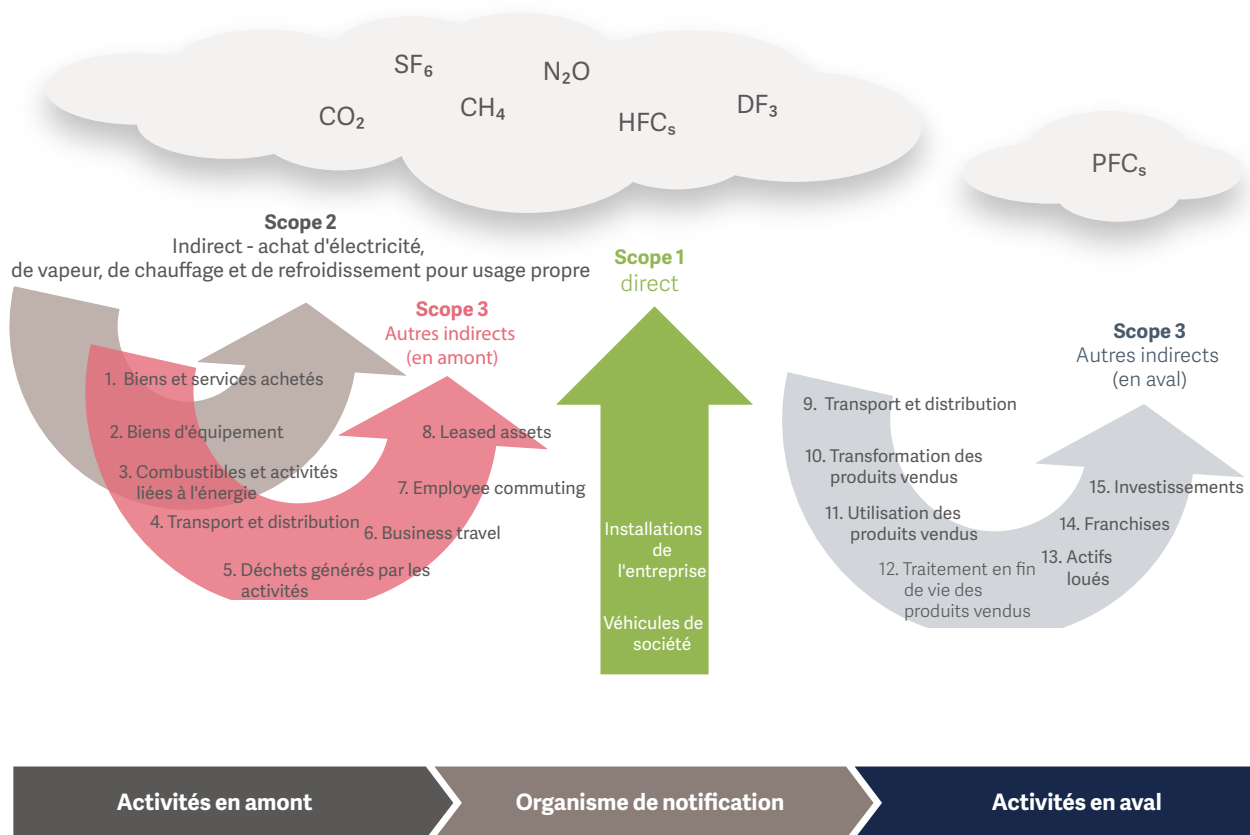 SF₆
N₂O
CO₂
CH₄
HFCₛ
DF₃
PFCₛ
Scope 2
Indirect - achat d'électricité,
de vapeur, de chauffage et de refroidissement pour usage propre
Scope 3
Autres indirects
(en amont)
1. Biens et services achetés
2. Biens d'équipement
3. Combustibles et activités
liées à l'énergie
4. Transport et distribution
5. Déchets générés par les
activités
6. Business travel
7. Employee commuting
8. Leased assets
Scope 1
direct
Installations
de
l'entreprise
Véhicules de
société
Scope 3
Autres indirects
(en aval)
9. Transport et distribution
10. Transformation des
produits vendus
11. Utilisation des
produits vendus
12. Traitement en fin
de vie des
produits vendus
13. Actifs
loués
14. Franchises
15. Investissements
Activités en amont
Organisme de notification
Activités en aval